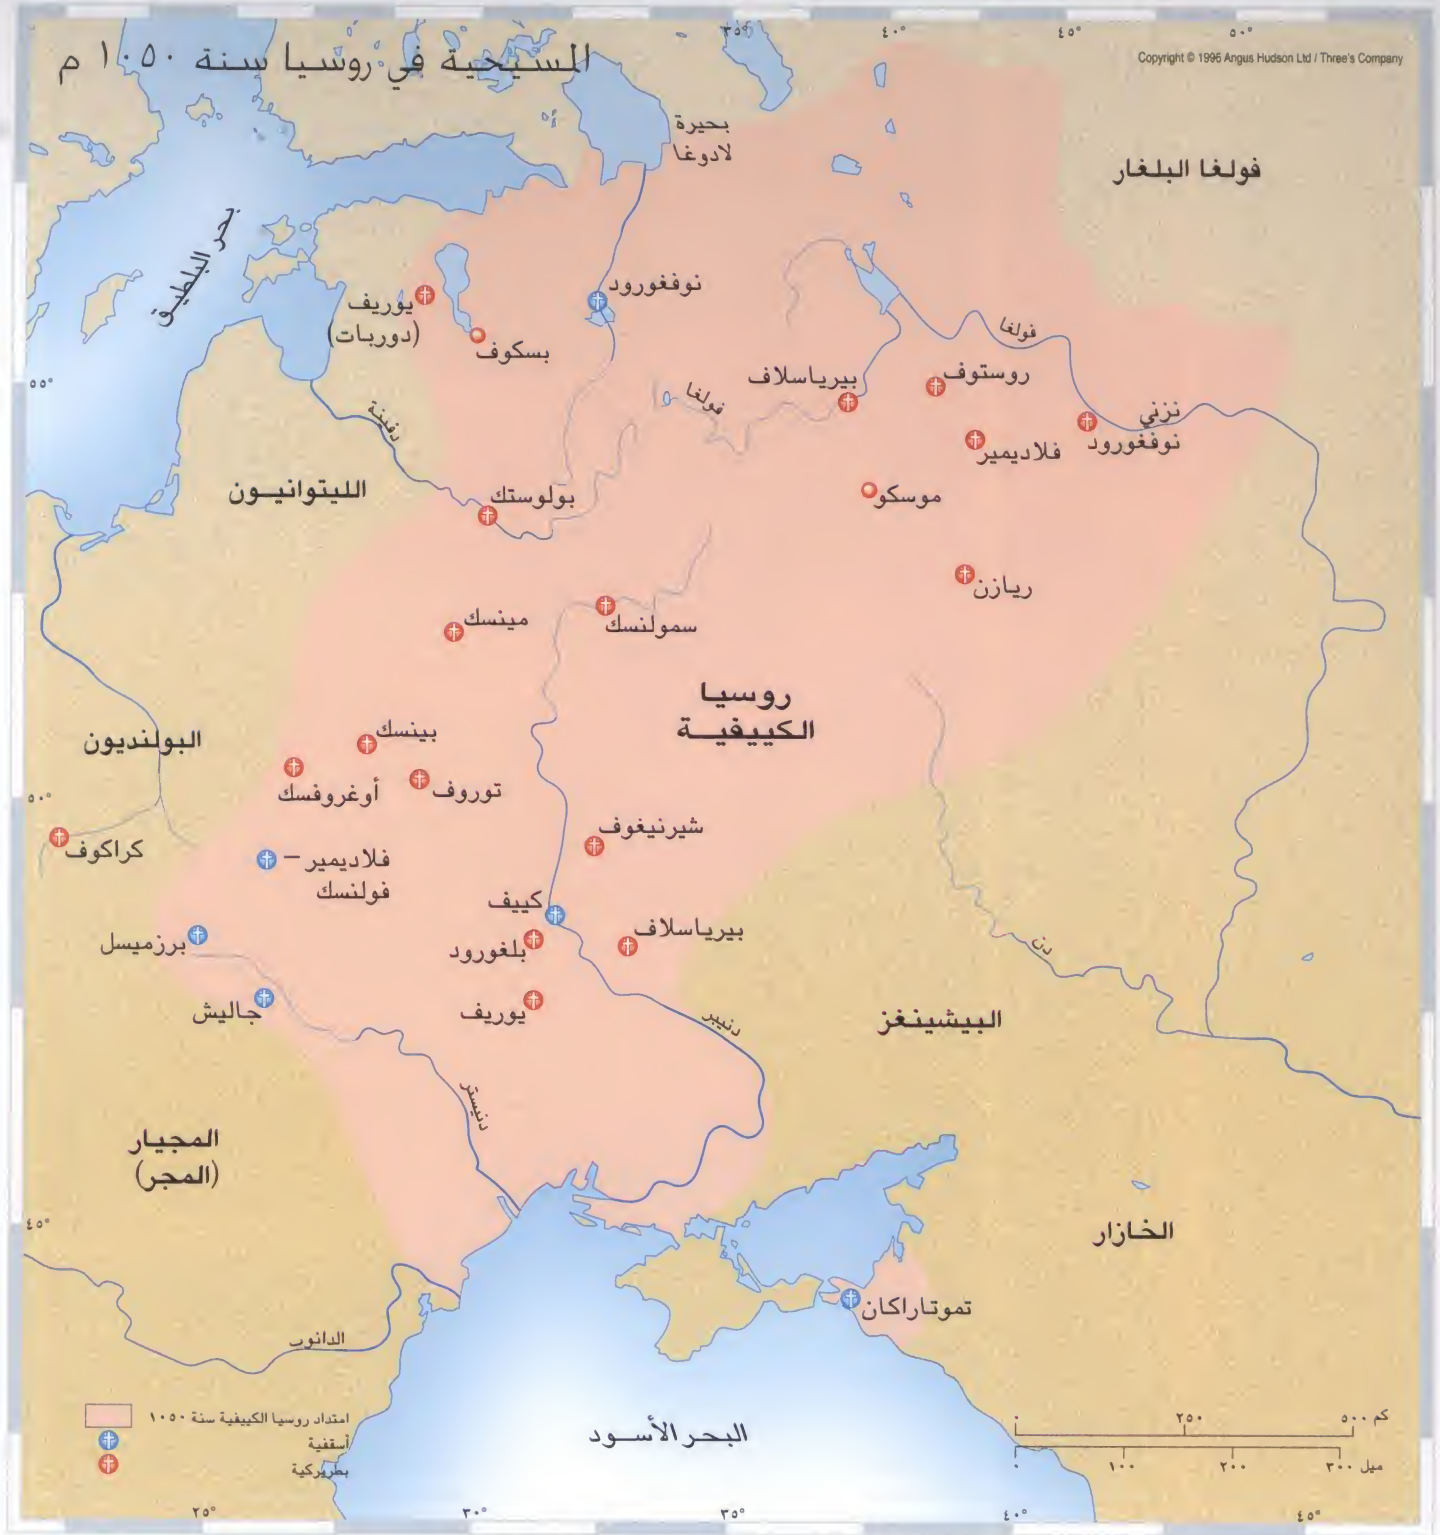 المسيحية في روسيا سنة ١٠٥٠ م
Copyright © 1995 Angus Hudson Ltd / Three's Company
٣٥°
٤٠°
٤٥°
٥٠°
بحيرة
لادوغا
فولغا البلغار
بحر البلطيق
نوفغورود
يوريف
(دوربات)
بسكوف
فولغا
روستوف
بيرياسلاف
فولغا
نزني
نوفغورود
فلاديمير
٥٥°
دفينة
الليتوانيون
بولوستك
موسكو
ريازن
مينسك
سمولنسك
روسيا
الكييفية
البولنديون
بينسك
أوغروفسك
توروف
٥٠°
كراكوف
شيرنيغوف
فلاديمير –
فولنسك
كييف
برزميسل
بلغورود
بيرياسلاف
دن
جاليش
يوريف
دنيبر
البيشينغز
دنيستر
المجيار
(المجر)
٤٥°
الخازار
تموتاراكان
الدانوب
البحر الأسود
امتداد روسيا الكييفية سنة ١٠٥٠
أسقفية
بطريركية
٠ ٢٥٠ ٥٠٠ كم
٠ ١٠٠ ٢٠٠ ٣٠٠ ميل
٢٥°
٣٠°
٣٥°
٤٠°
٤٥°